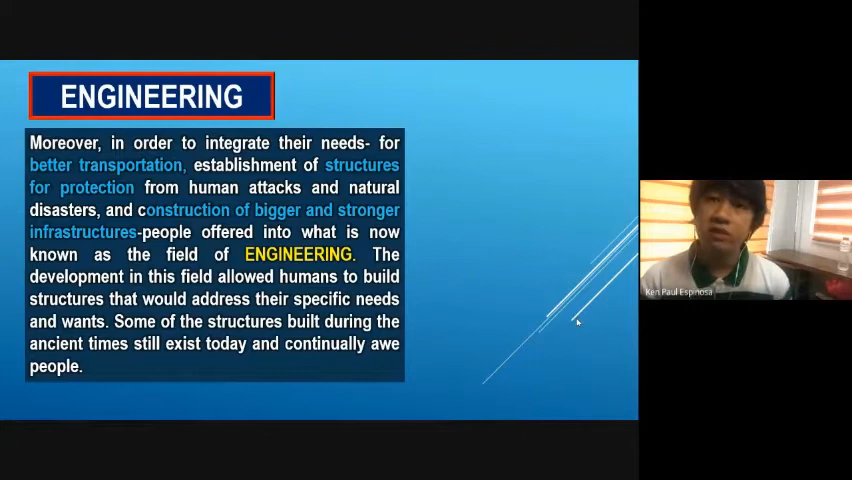 ENGINEERING
Moreover, in order to integrate their needs- for
better transportation, establishment of structures
for protection from human attacks and natural
disasters, and construction of bigger and stronger
infrastructures-people offered into what is now
known as the field of ENGINEERING. The
development in this field allowed humans to build
structures that would address their specific needs
and wants. Some of the structures built during the
ancient times still exist today and continually awe
people.
Ken Paul Espinosa